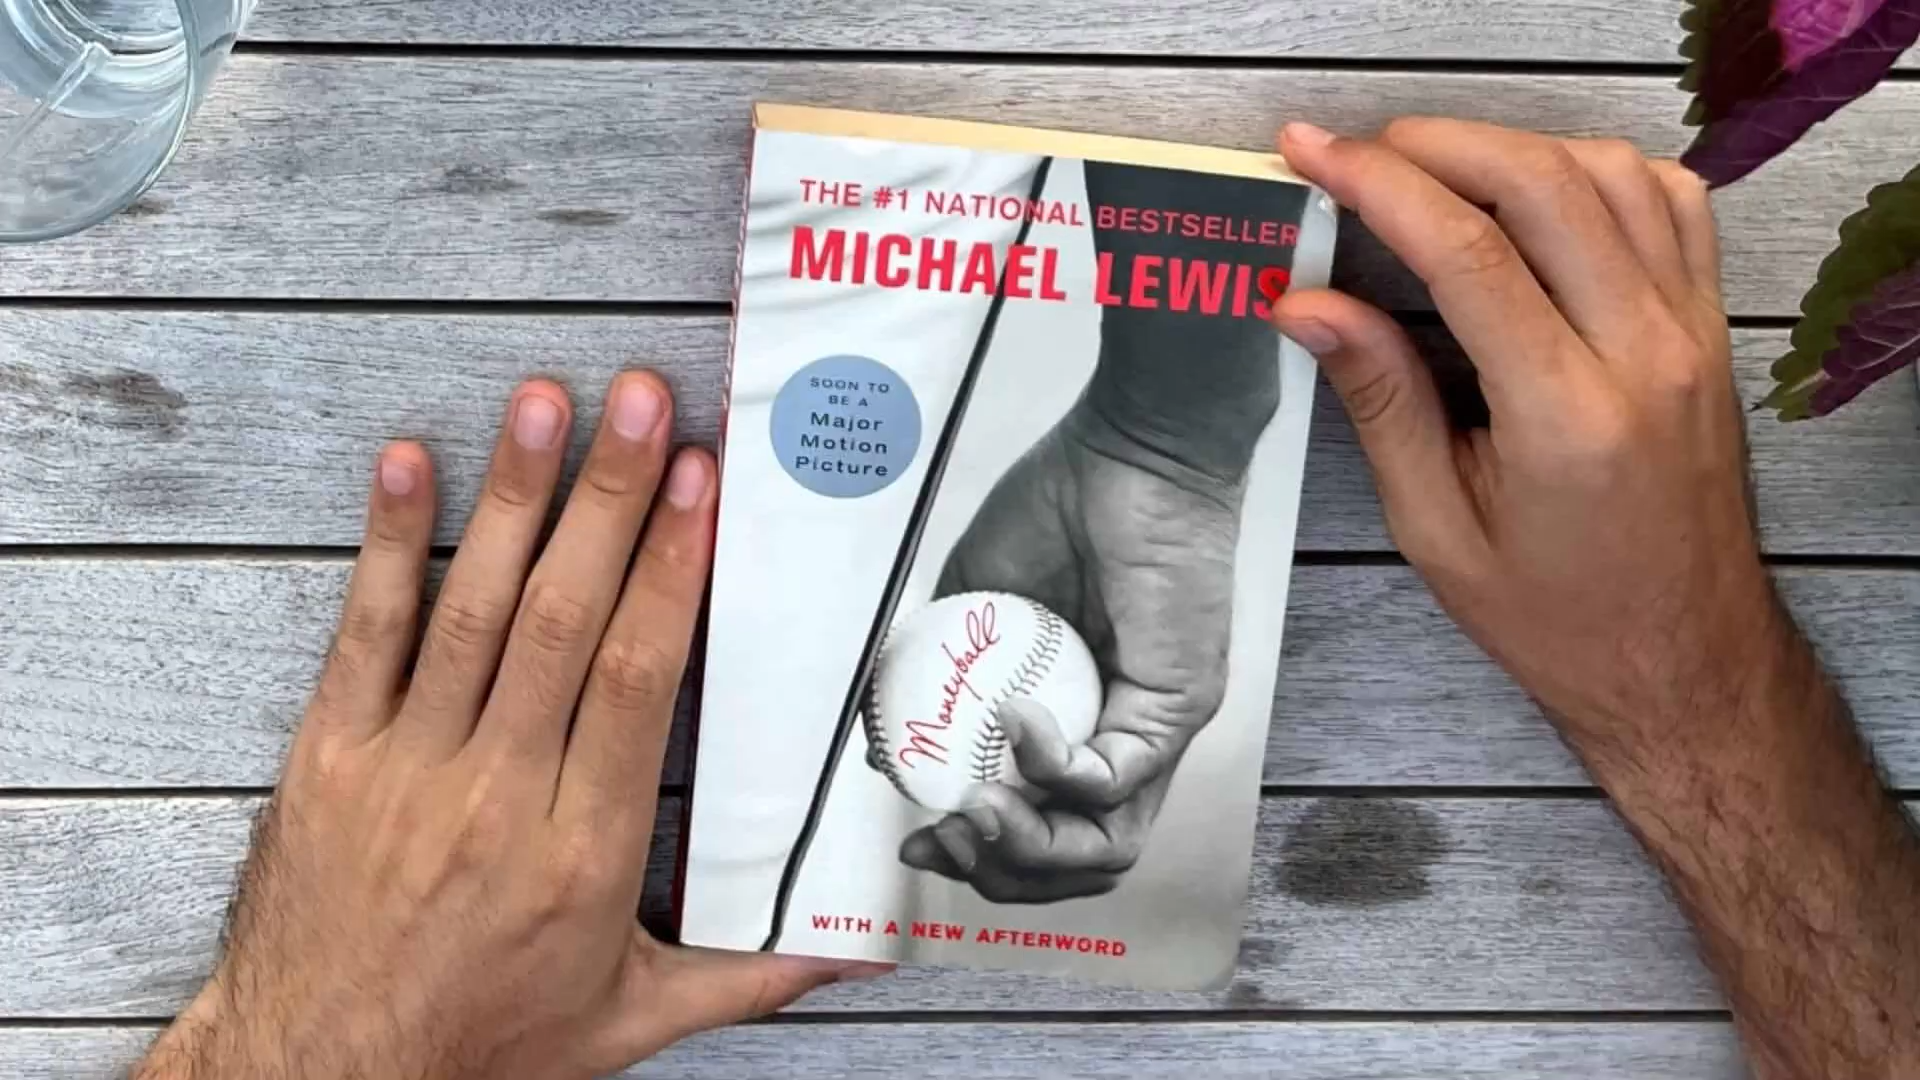 THE #1 NATIONAL BESTSELLER
MICHAEL LEWIS
SOON TO
BE A
Major
Motion
Picture
Moneyball
WITH A NEW AFTERWORD